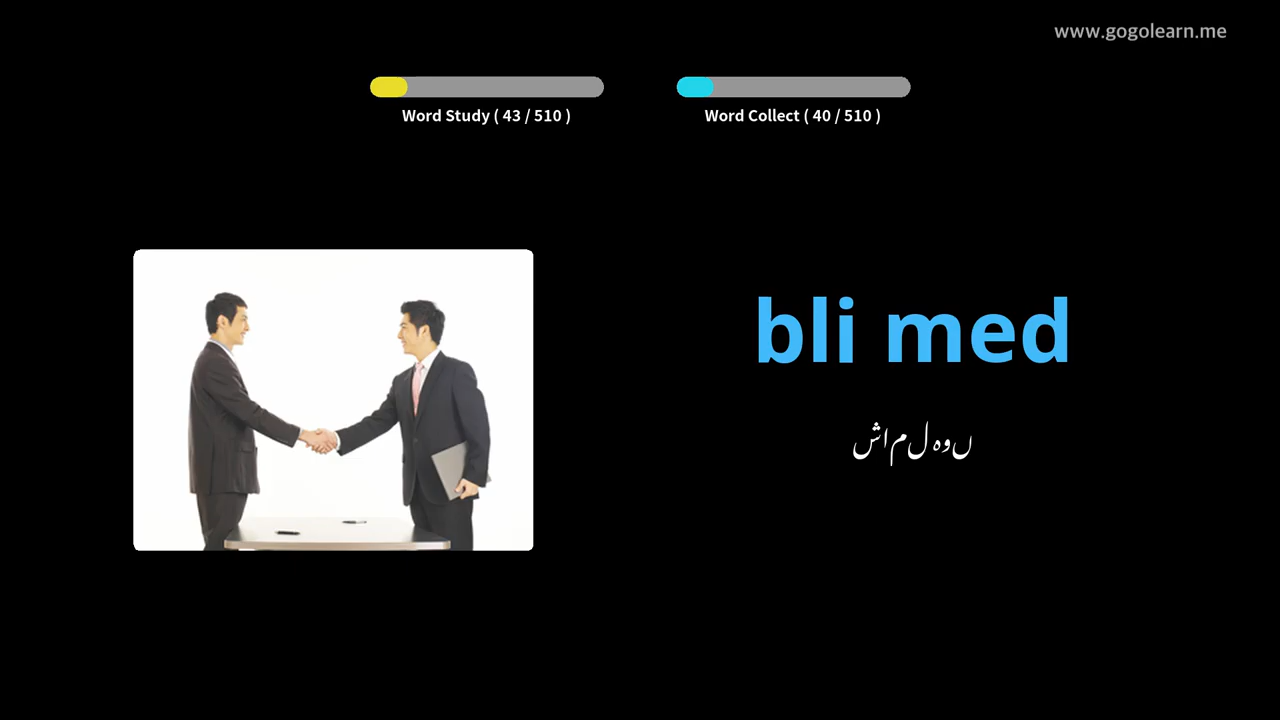 www.gogolearn.me
Word Study ( 43 / 510 )
Word Collect ( 40 / 510 )
bli med
شامل ہوں